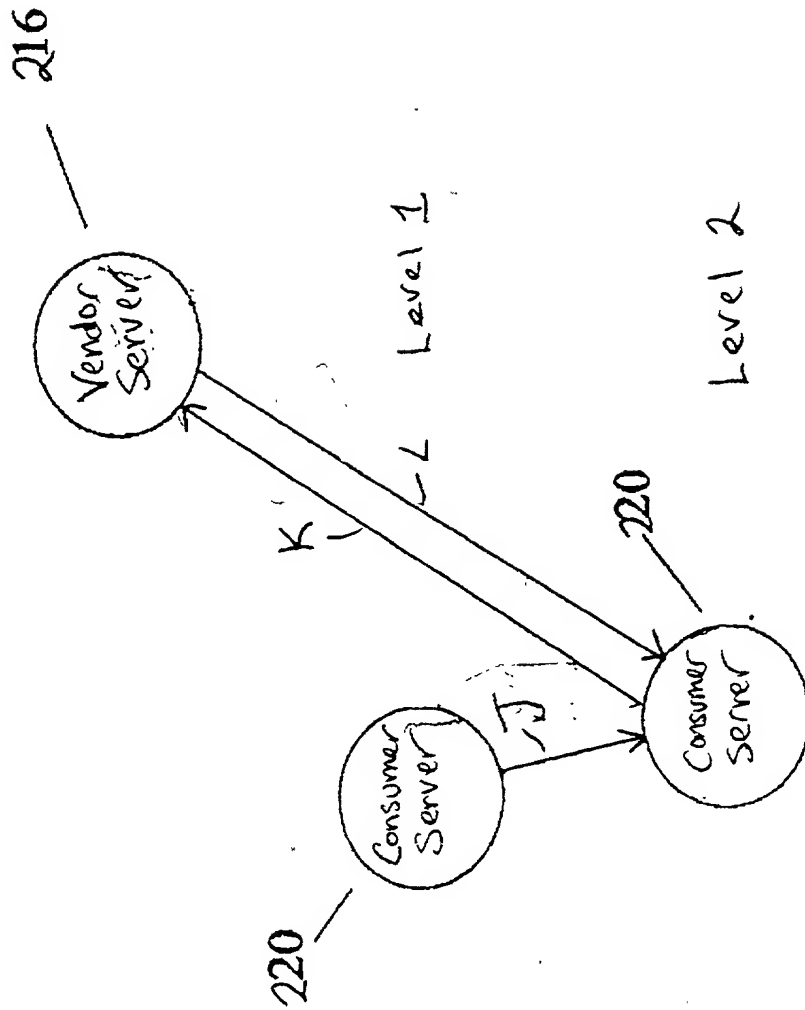 216
Vendor
Server
K
L
Level 1
Consumer
Server
220
J
220
Consumer
Server
Level 2